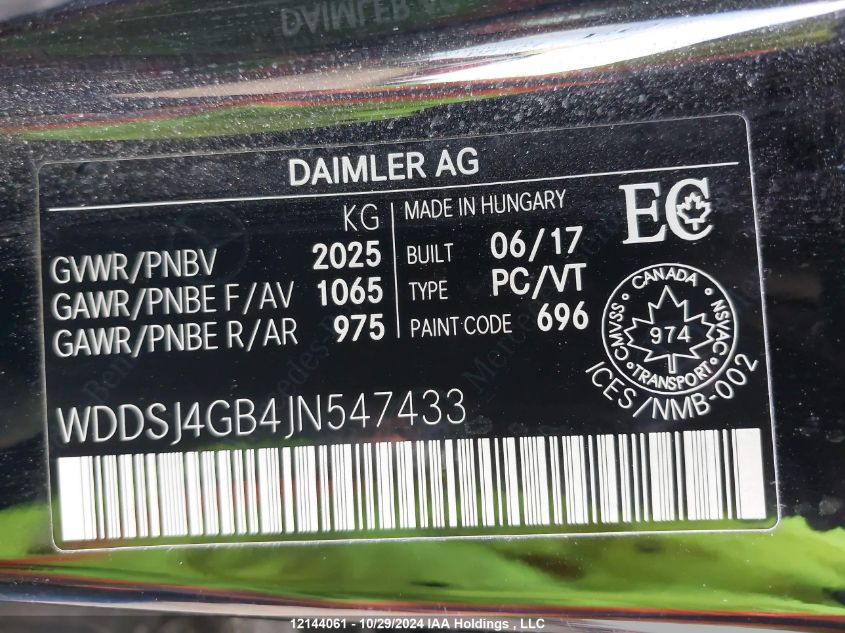 DAIMLER AG
KG
GVWR/PNBV 2025
GAWR/PNBE F/AV 1065
GAWR/PNBE R/AR 975
MADE IN HUNGARY
BUILT 06/17
TYPE PC/VT
PAINT CODE 696
EC
CANADA
CMVSS 974 NSVAC
TRANSPORT
ICES/NMB-002
WDDSJ4GB4JN547433
12144061 - 10/29/2024 IAA Holdings , LLC